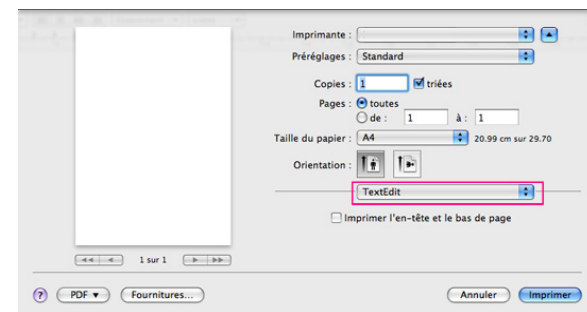 Imprimante :
Préréglages : Standard
Copies : 1 triées
Pages : toutes
de : 1 à : 1
Taille du papier : A4 20.99 cm sur 29.70
Orientation :
TextEdit
Imprimer l'en-tête et le bas de page
1 sur 1
? PDF Fournitures... Annuler Imprimer